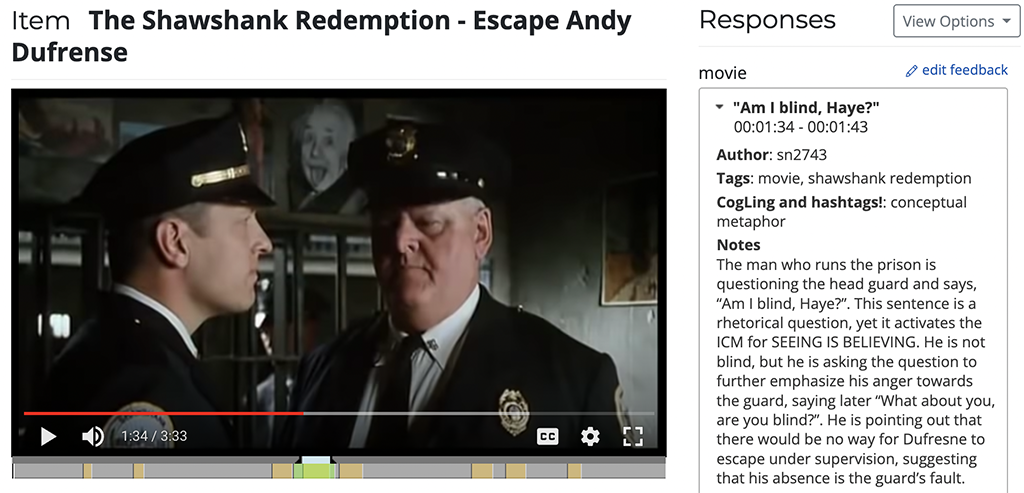 Item The Shawshank Redemption - Escape Andy
Dufrense
1:34 / 3:33
CC
Responses
View Options
movie
edit feedback
"Am I blind, Haye?"
00:01:34 - 00:01:43
Author: sn2743
Tags: movie, shawshank redemption
CogLing and hashtags!: conceptual
metaphor
Notes
The man who runs the prison is
questioning the head guard and says,
“Am I blind, Haye?”. This sentence is a
rhetorical question, yet it activates the
ICM for SEEING IS BELIEVING. He is not
blind, but he is asking the question to
further emphasize his anger towards
the guard, saying later “What about you,
are you blind?”. He is pointing out that
there would be no way for Dufresne to
escape under supervision, suggesting
that his absence is the guard’s fault.